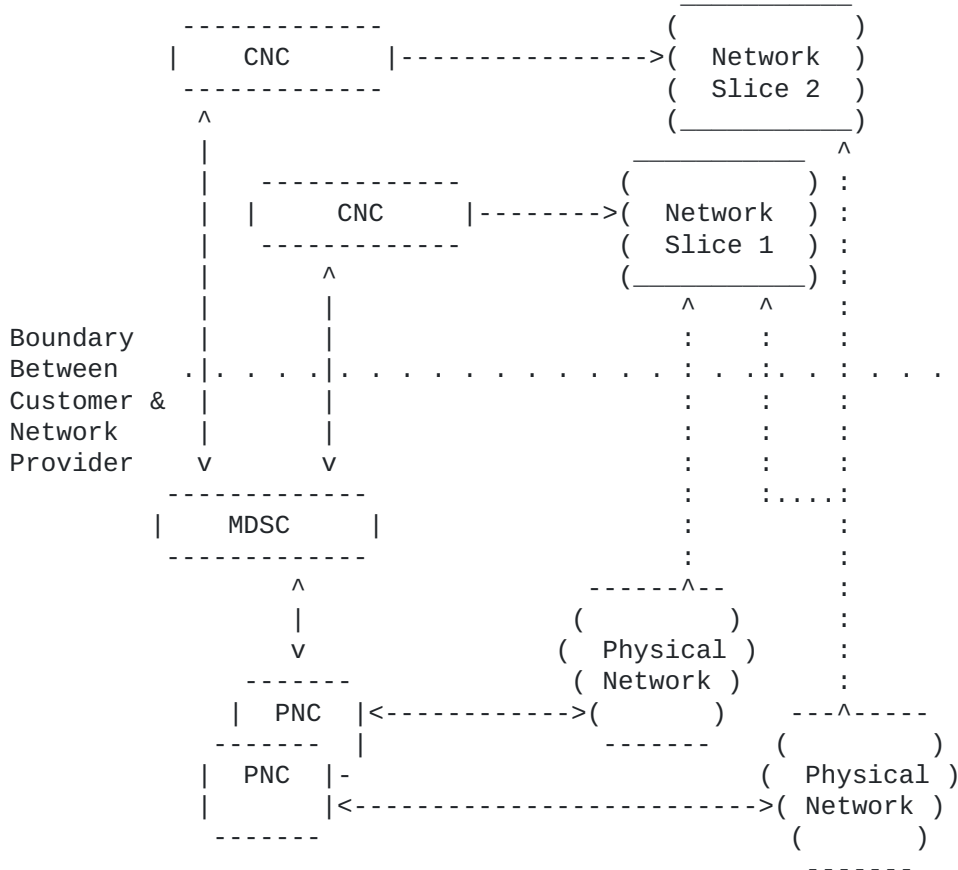 CNC
Network
Slice 2
CNC
Network
Slice 1
Boundary
Between
Customer &
Network
Provider
MDSC
Physical
Network
PNC
PNC
Physical
Network